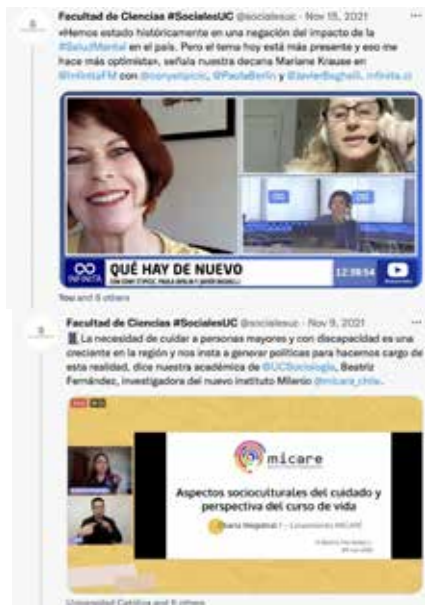 Facultad de Ciencias #SocialesUC @socialesuc · Nov 15, 2021
«Hemos estado históricamente en una negación del impacto de la
#SaludMental en el país. Pero el tema hoy está más presente y eso me
hace más optimista», señala nuestra decana Mariane Krause en
@InfinitaFM con @conystipicic, @PaulaBerlin y
infinita.cl
INFINITA
QUÉ HAY DE NUEVO
12:39:54
You and 8 others
Facultad de Ciencias #SocialesUC @socialesuc · Nov 9, 2021
La necesidad de cuidar a personas mayores y con discapacidad es una
creciente en la región y nos insta a generar políticas para hacernos cargo de
esta realidad, dice nuestra académica de @UCSociologia, Beatriz
Fernández, investigadora del nuevo instituto Milenio @micare_chile.
micare
Aspectos socioculturales del cuidado y
perspectiva del curso de vida
Universidad Católica and 5 others